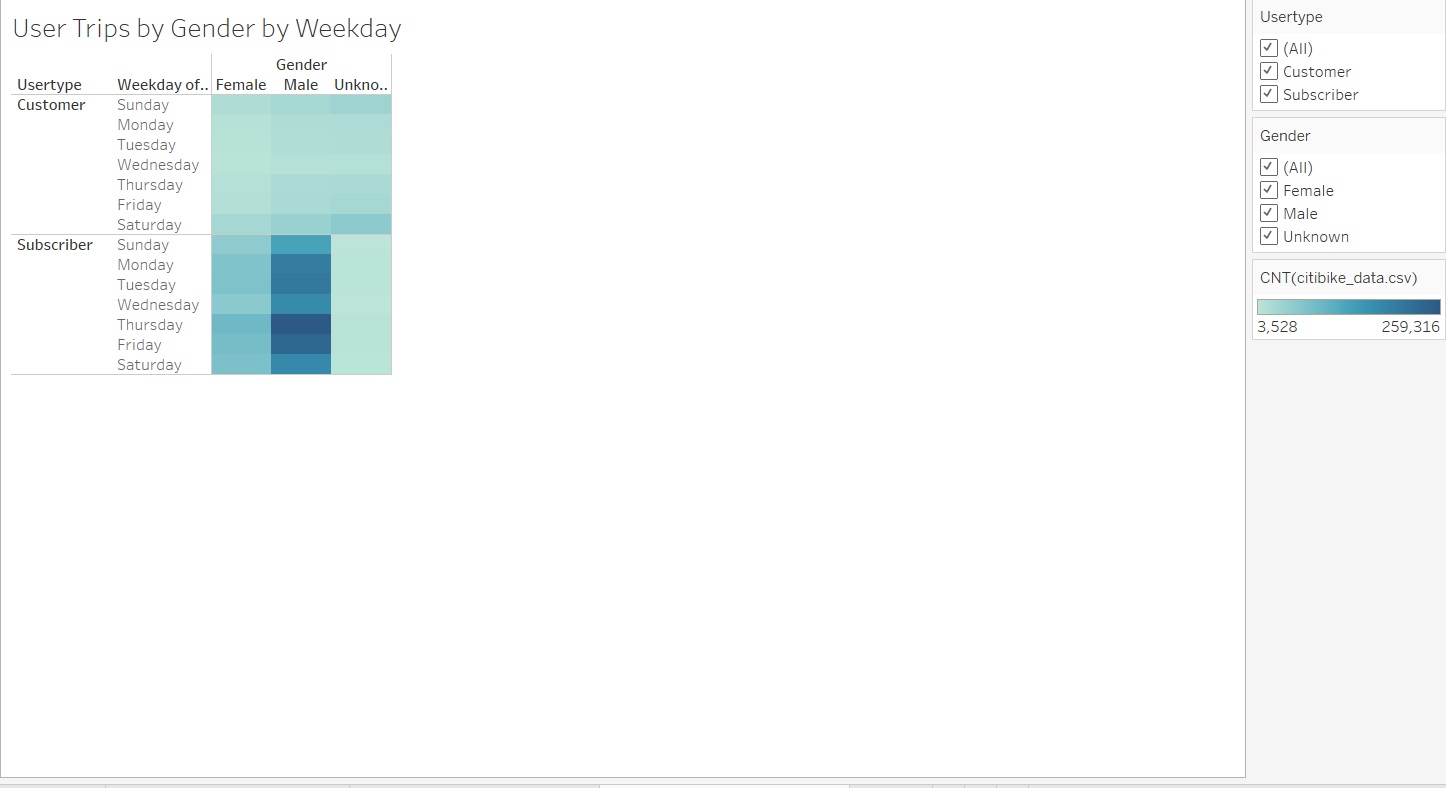 User Trips by Gender by Weekday
Gender
Usertype Weekday of.. Female Male Unkno..
Customer Sunday
Monday
Tuesday
Wednesday
Thursday
Friday
Saturday
Subscriber Sunday
Monday
Tuesday
Wednesday
Thursday
Friday
Saturday
Usertype
(All)
Customer
Subscriber
Gender
(All)
Female
Male
Unknown
CNT(citibike_data.csv)
3,528 259,316